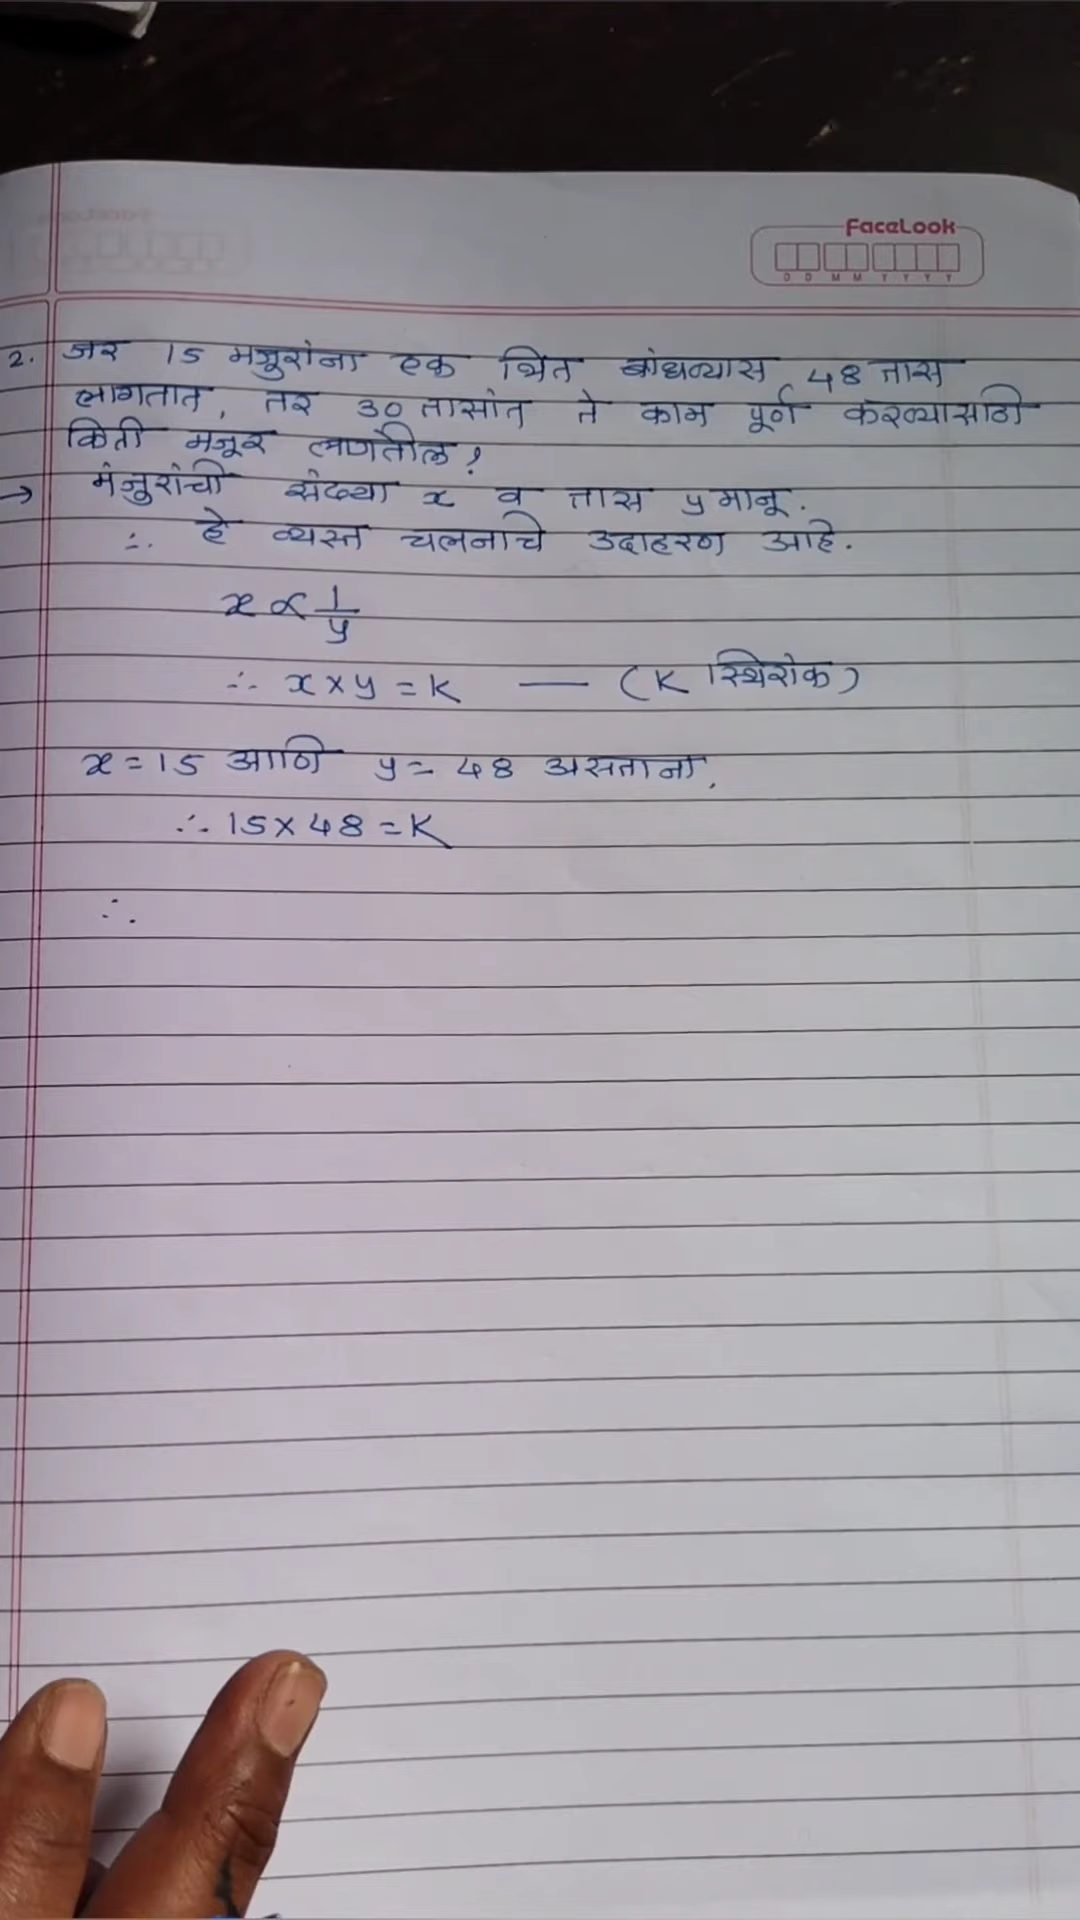 FaceLook
D D M M Y Y Y Y
2. जर 15 मजुरांना एक भिंत बांधण्यास 48 तास
लागतात, तर 30 तासांत ते काम पूर्ण करण्यासाठि
किती मजूर लागतील?
→ मजुरांची संख्या x व तास y मानू.
∴ हे व्यस्त चलनाचे उदाहरण आहे.
x ∝ 1/y
∴ x × y = K — (K स्थिरांक)
x = 15 आणि y = 48 असताना,
∴ 15 × 48 = K
∴